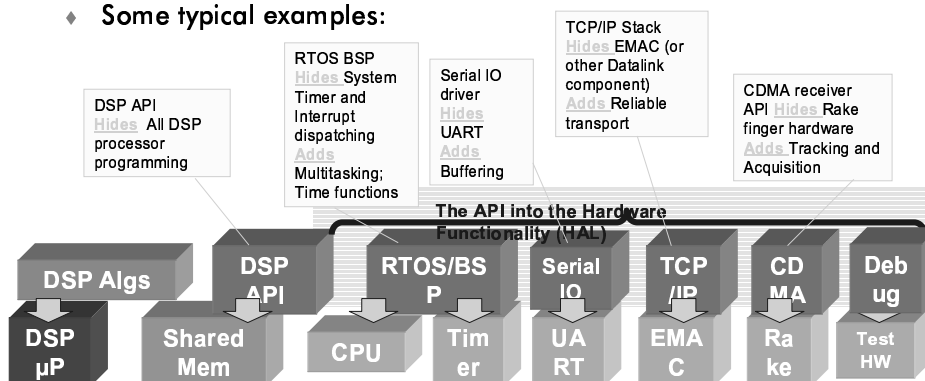 ♦ Some typical examples:
TCP/IP Stack
Hides EMAC (or
other Datalink
component)
Adds Reliable
transport
RTOS BSP
Hides System
Timer and
Interrupt
dispatching
Adds
Multitasking;
Time functions
Serial IO
driver
Hides
UART
Adds
Buffering
CDMA receiver
API Hides Rake
finger hardware
Adds Tracking and
Acquisition
DSP API
Hides All DSP
processor
programming
The API into the Hardware
Functionality (HAL)
DSP Algs
DSP
API
RTOS/BS
P
Serial
IO
TCP
/IP
CD
MA
Deb
ug
DSP
µP
Shared
Mem
CPU
Tim
er
UA
RT
EMA
C
Ra
ke
Test
HW